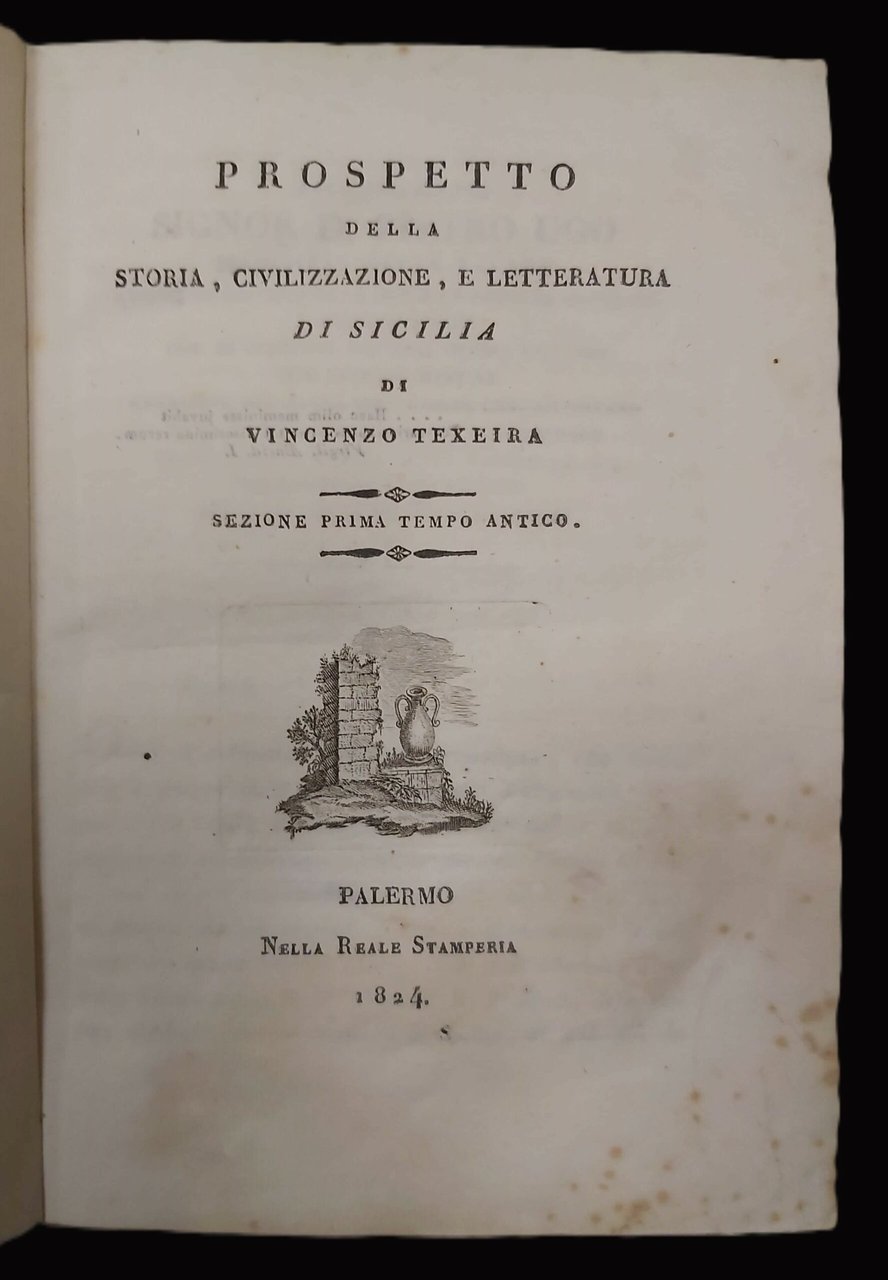 PROSPETTO
DELLA
STORIA, CIVILIZZAZIONE, E LETTERATURA
DI SICILIA
DI
VINCENZO TEXEIRA
SEZIONE PRIMA TEMPO ANTICO.
PALERMO
NELLA REALE STAMPERIA
1824.